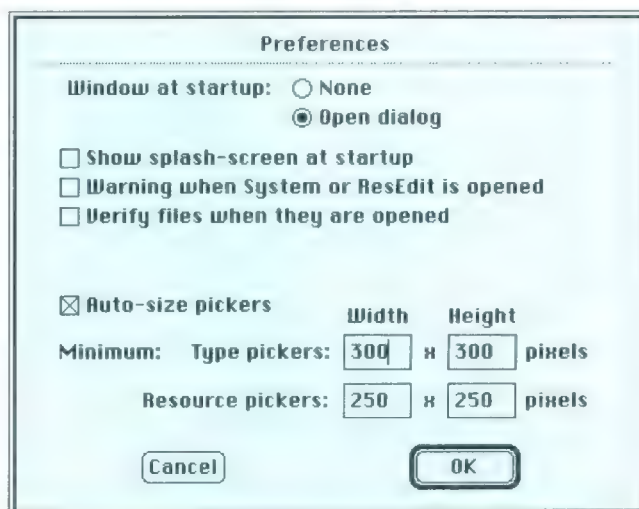 Preferences
Window at startup: None
Open dialog
Show splash-screen at startup
Warning when System or ResEdit is opened
Verify files when they are opened
Auto-size pickers
Width Height
Minimum: Type pickers: 300 x 300 pixels
Resource pickers: 250 x 250 pixels
Cancel OK